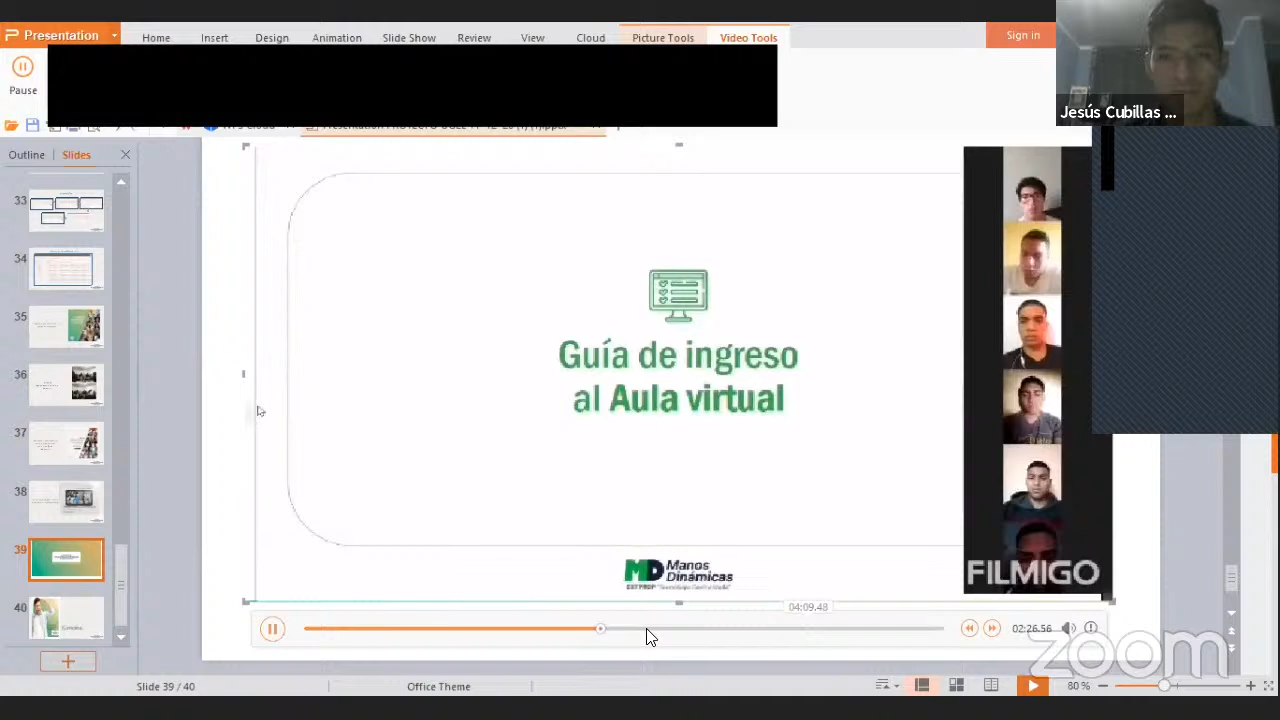 Presentation
Home
Insert
Design
Animation
Slide Show
Review
View
Cloud
Picture Tools
Video Tools
Sign in
Pause
Jesús Cubillas ...
Outline
Slides
33
34
35
36
37
38
39
40
Guía de ingreso
al Aula virtual
MD Manos
Dinámicas
FILMIGO
04:09.48
02:26.56
zoom
Slide 39 / 40
Office Theme
80 %